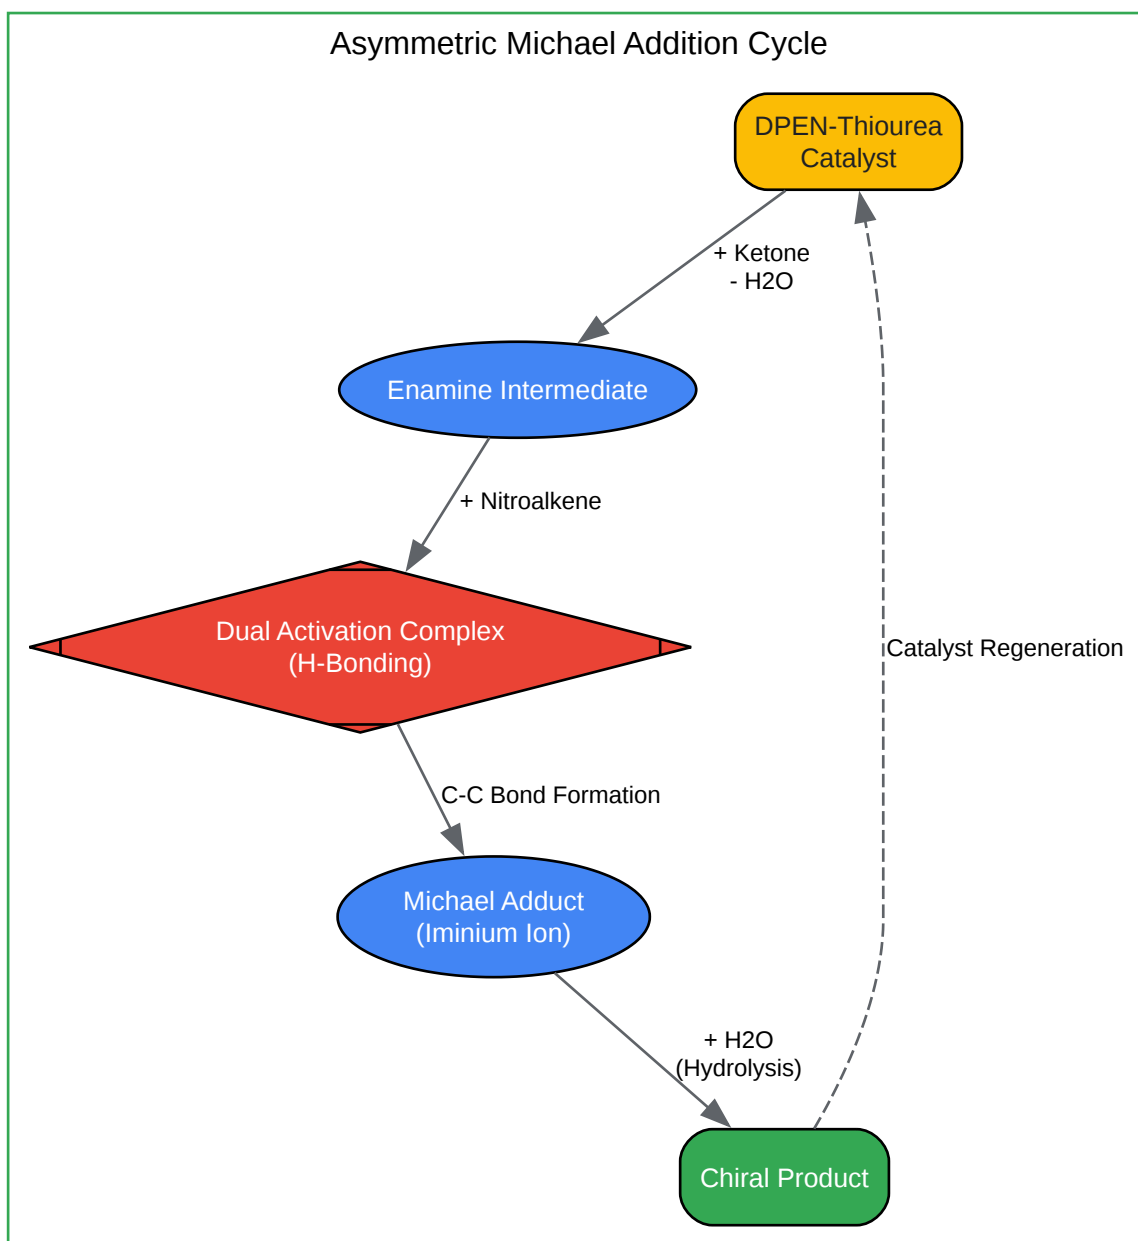 Asymmetric Michael Addition Cycle
DPEN-Thiourea
Catalyst
+ Ketone
- H2O
Enamine Intermediate
+ Nitroalkene
Dual Activation Complex
(H-Bonding)
Catalyst Regeneration
C-C Bond Formation
Michael Adduct
(Iminium Ion)
+ H2O
(Hydrolysis)
Chiral Product